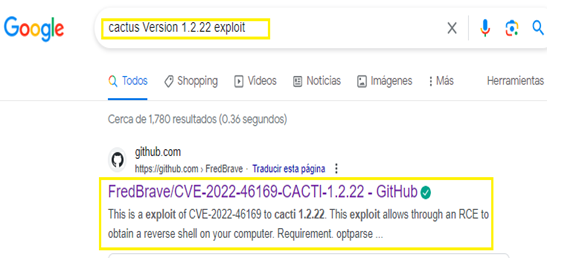 Google
cactus Version 1.2.22 exploit
Todos Shopping Videos Noticias Imágenes Más Herramientas
Cerca de 1,780 resultados (0.36 segundos)
github.com
https://github.com › FredBrave · Traducir esta página
FredBrave/CVE-2022-46169-CACTI-1.2.22 - GitHub
This is a exploit of CVE-2022-46169 to cacti 1.2.22. This exploit allows through an RCE to
obtain a reverse shell on your computer. Requirement. optparse ...